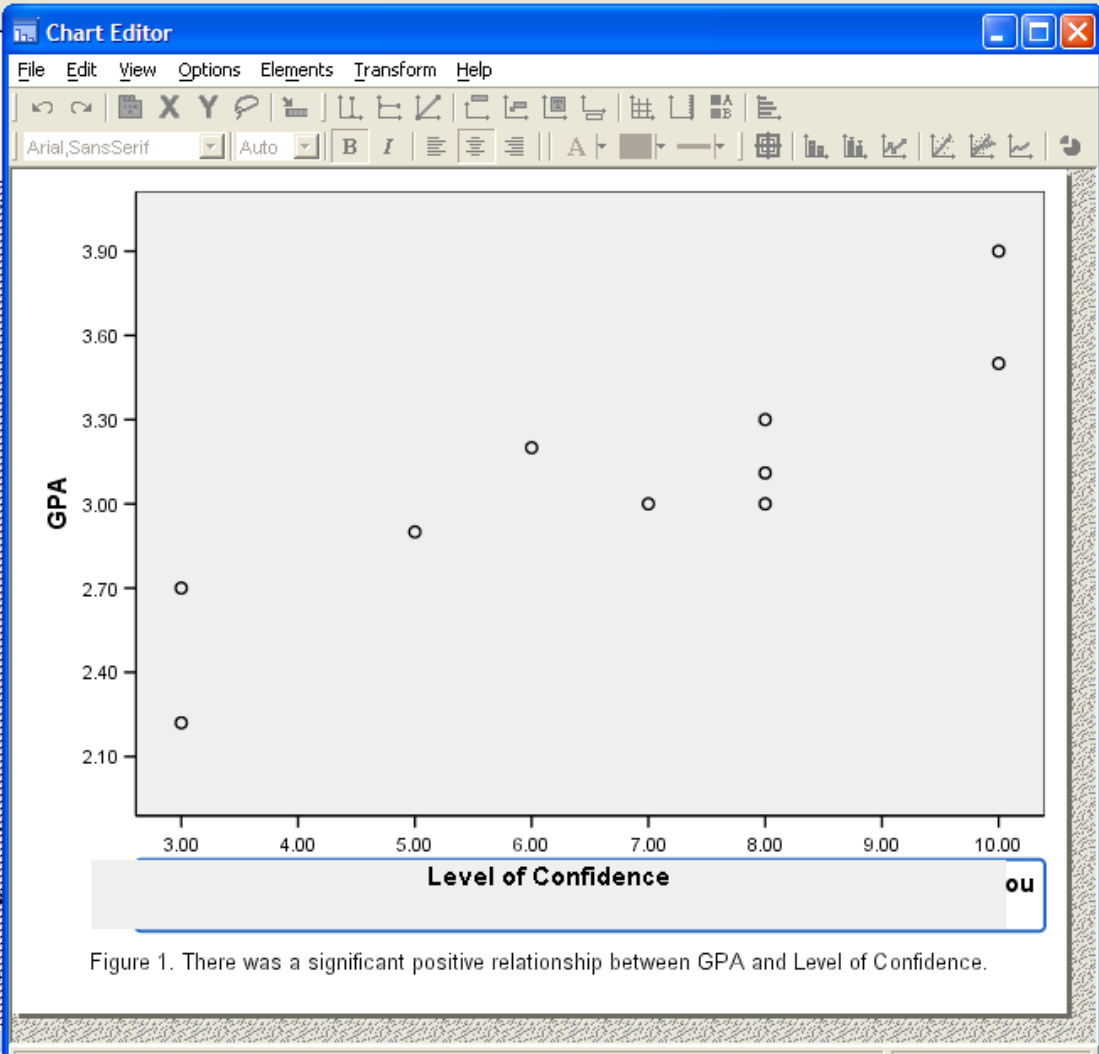 Chart Editor
File Edit View Options Elements Transform Help
X Y
A
B
Arial,SansSerif Auto B I A
3.90
3.60
3.30
3.00
2.70
2.40
2.10
GPA
3.00 4.00 5.00 6.00 7.00 8.00 9.00 10.00
Level of Confidence
ou
Figure 1. There was a significant positive relationship between GPA and Level of Confidence.